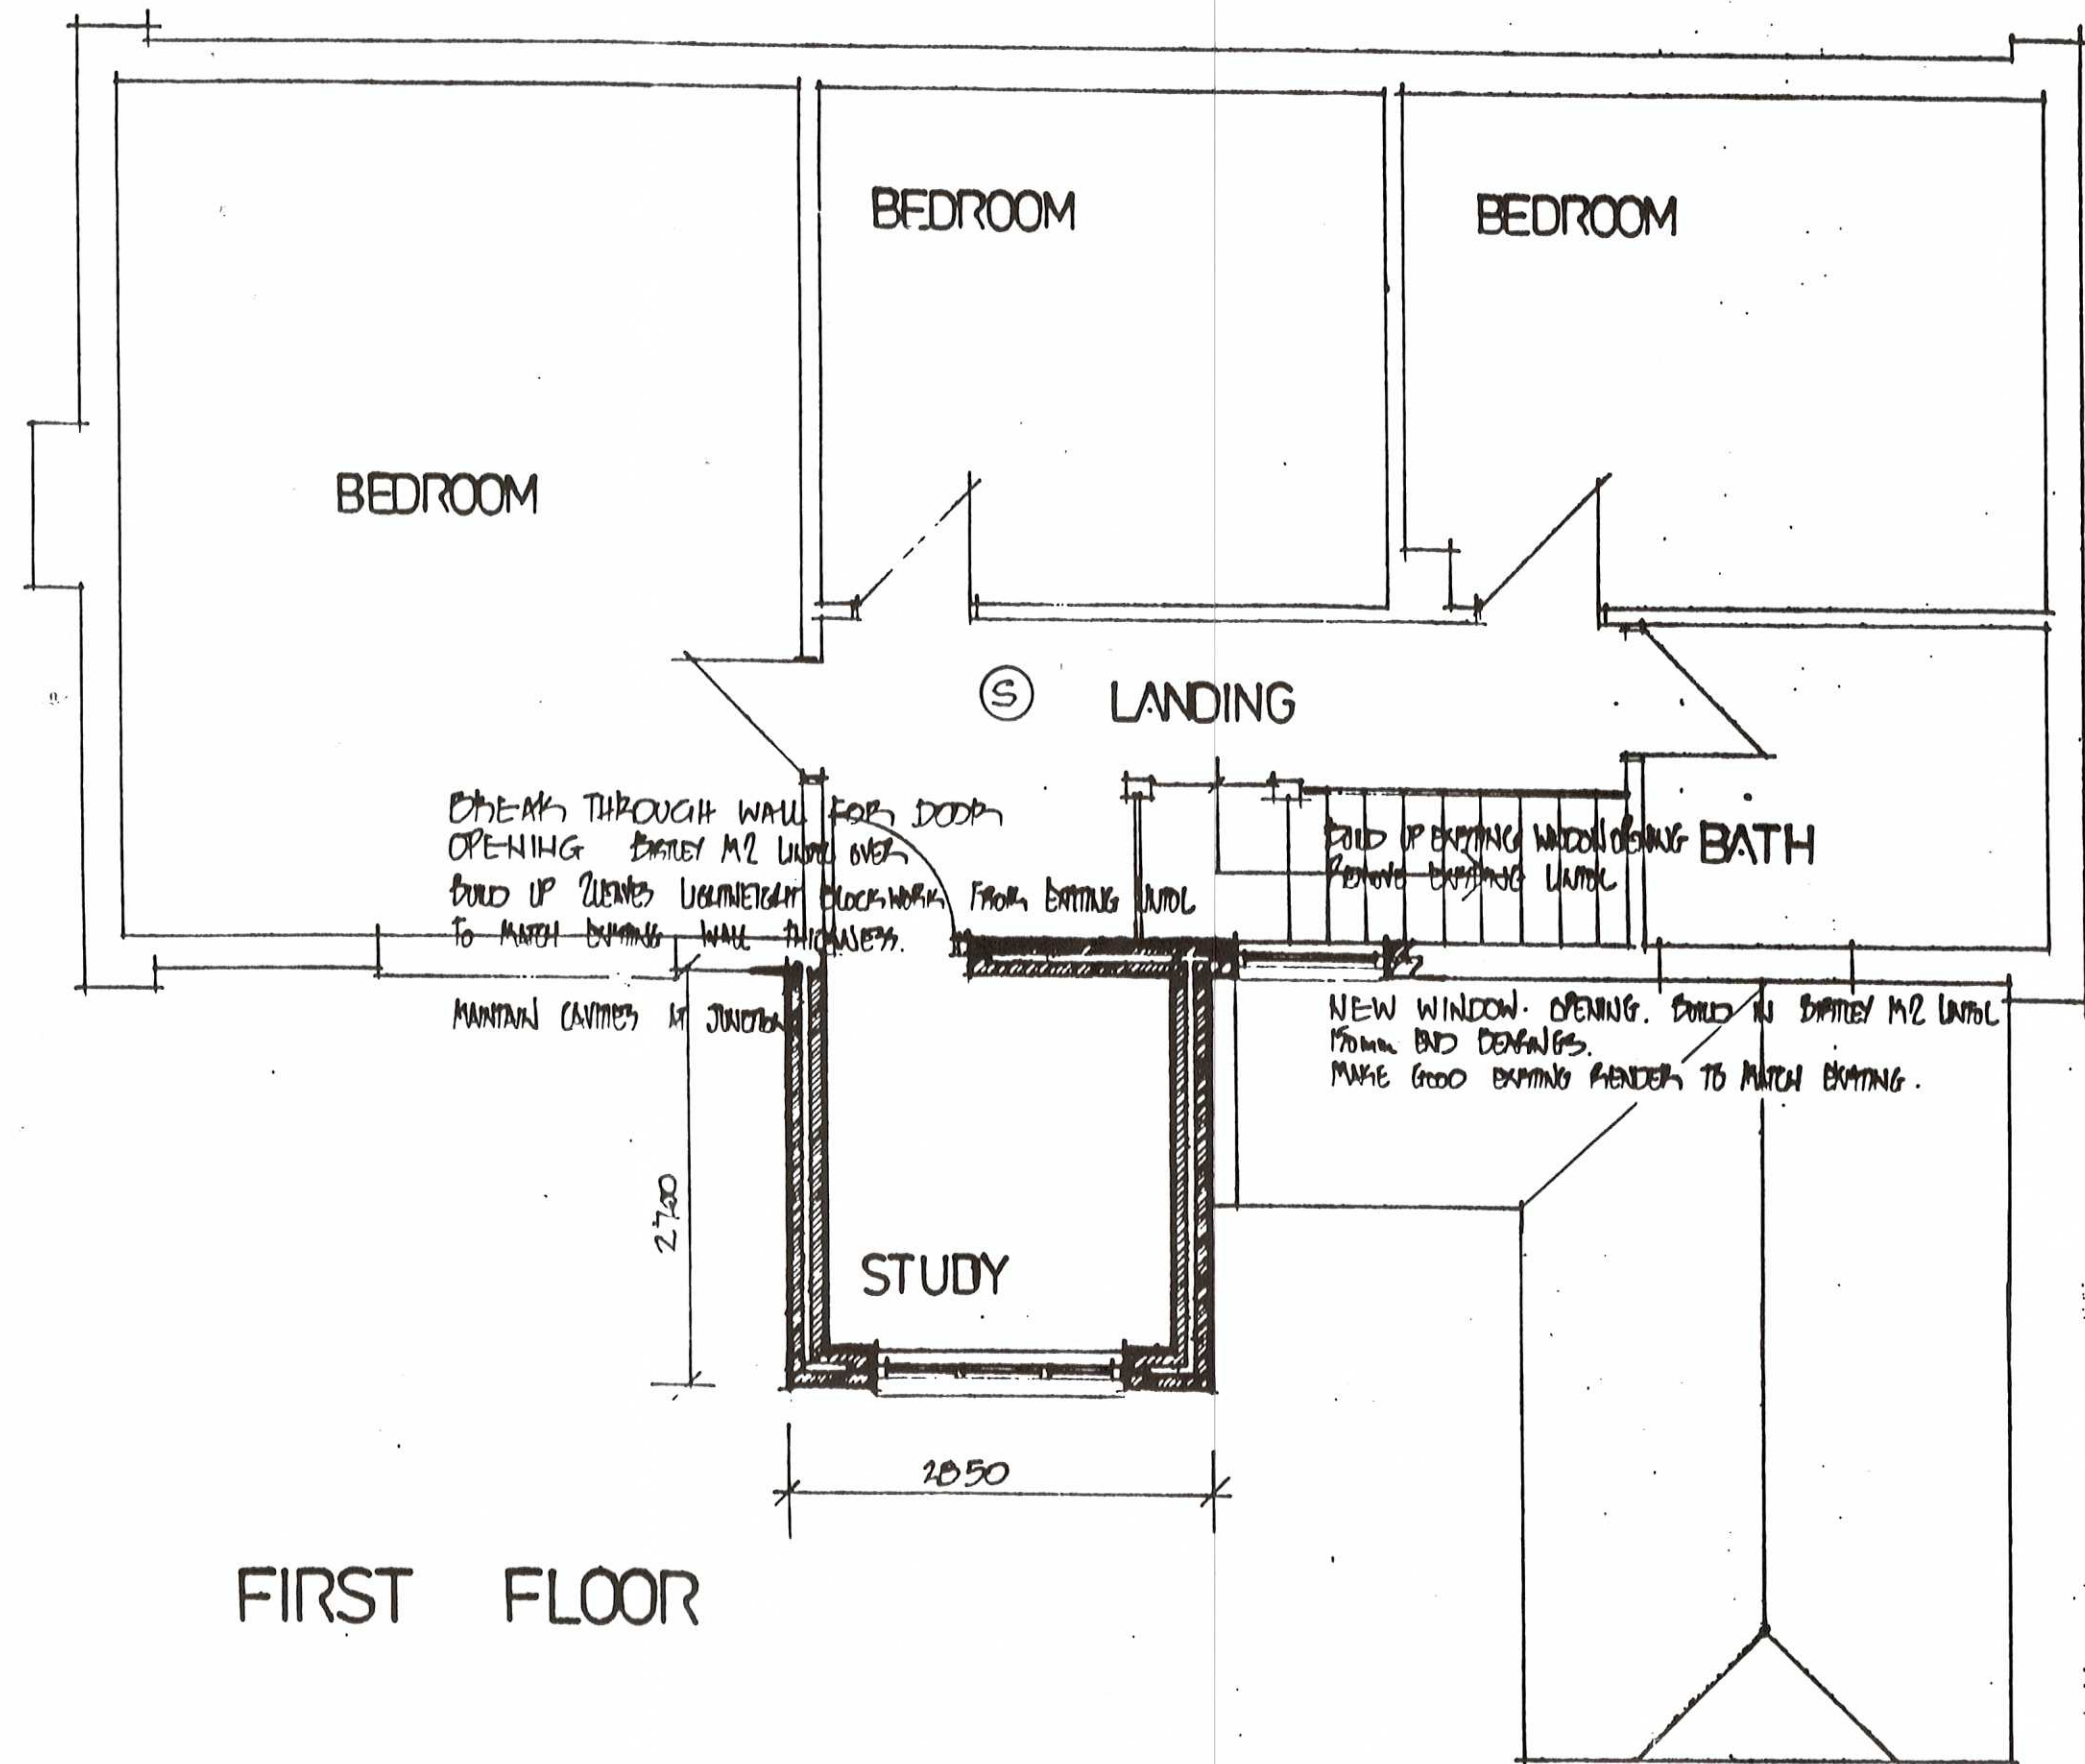 BEDROOM
BEDROOM
BEDROOM
S
LANDING
BREAK THROUGH WALL FOR DOOR
OPENING BIRTLEY M2 LINTOL OVER
BUILD UP 2 LEAVES LIGHTWEIGHT BLOCKWORK FROM EXISTING LINTOL
TO MATCH EXISTING WALL THICKNESS.
BUILD UP EXISTING WINDOW OPENING
REMOVE EXISTING LINTOL
BATH
MAINTAIN CAVITIES AT JUNCTION
NEW WINDOW OPENING. BUILD IN BIRTLEY M2 LINTOL
150mm END BEARINGS.
MAKE GOOD EXISTING RENDER TO MATCH EXISTING.
2700
STUDY
2850
FIRST FLOOR